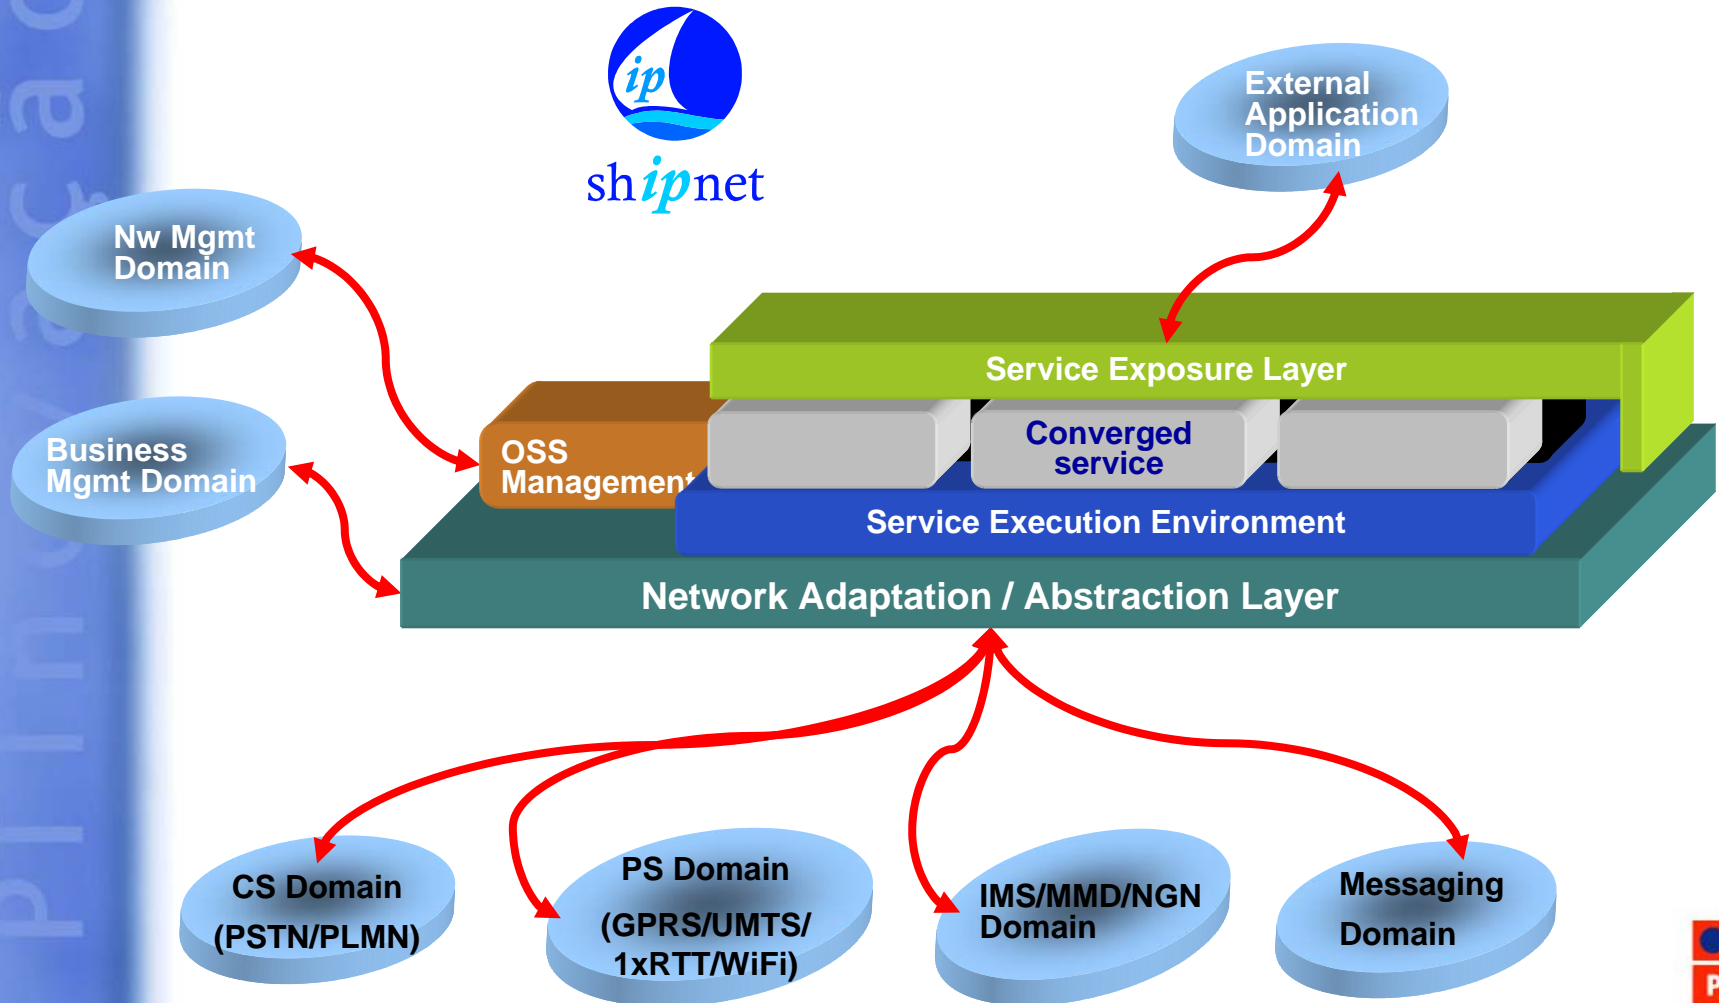 ip
shipnet
External
Application
Domain
Nw Mgmt
Domain
Service Exposure Layer
Business
Mgmt Domain
OSS
Management
Converged
service
Service Execution Environment
Network Adaptation / Abstraction Layer
CS Domain
(PSTN/PLMN)
PS Domain
(GPRS/UMTS/
1xRTT/WiFi)
IMS/MMD/NGN
Domain
Messaging
Domain
P